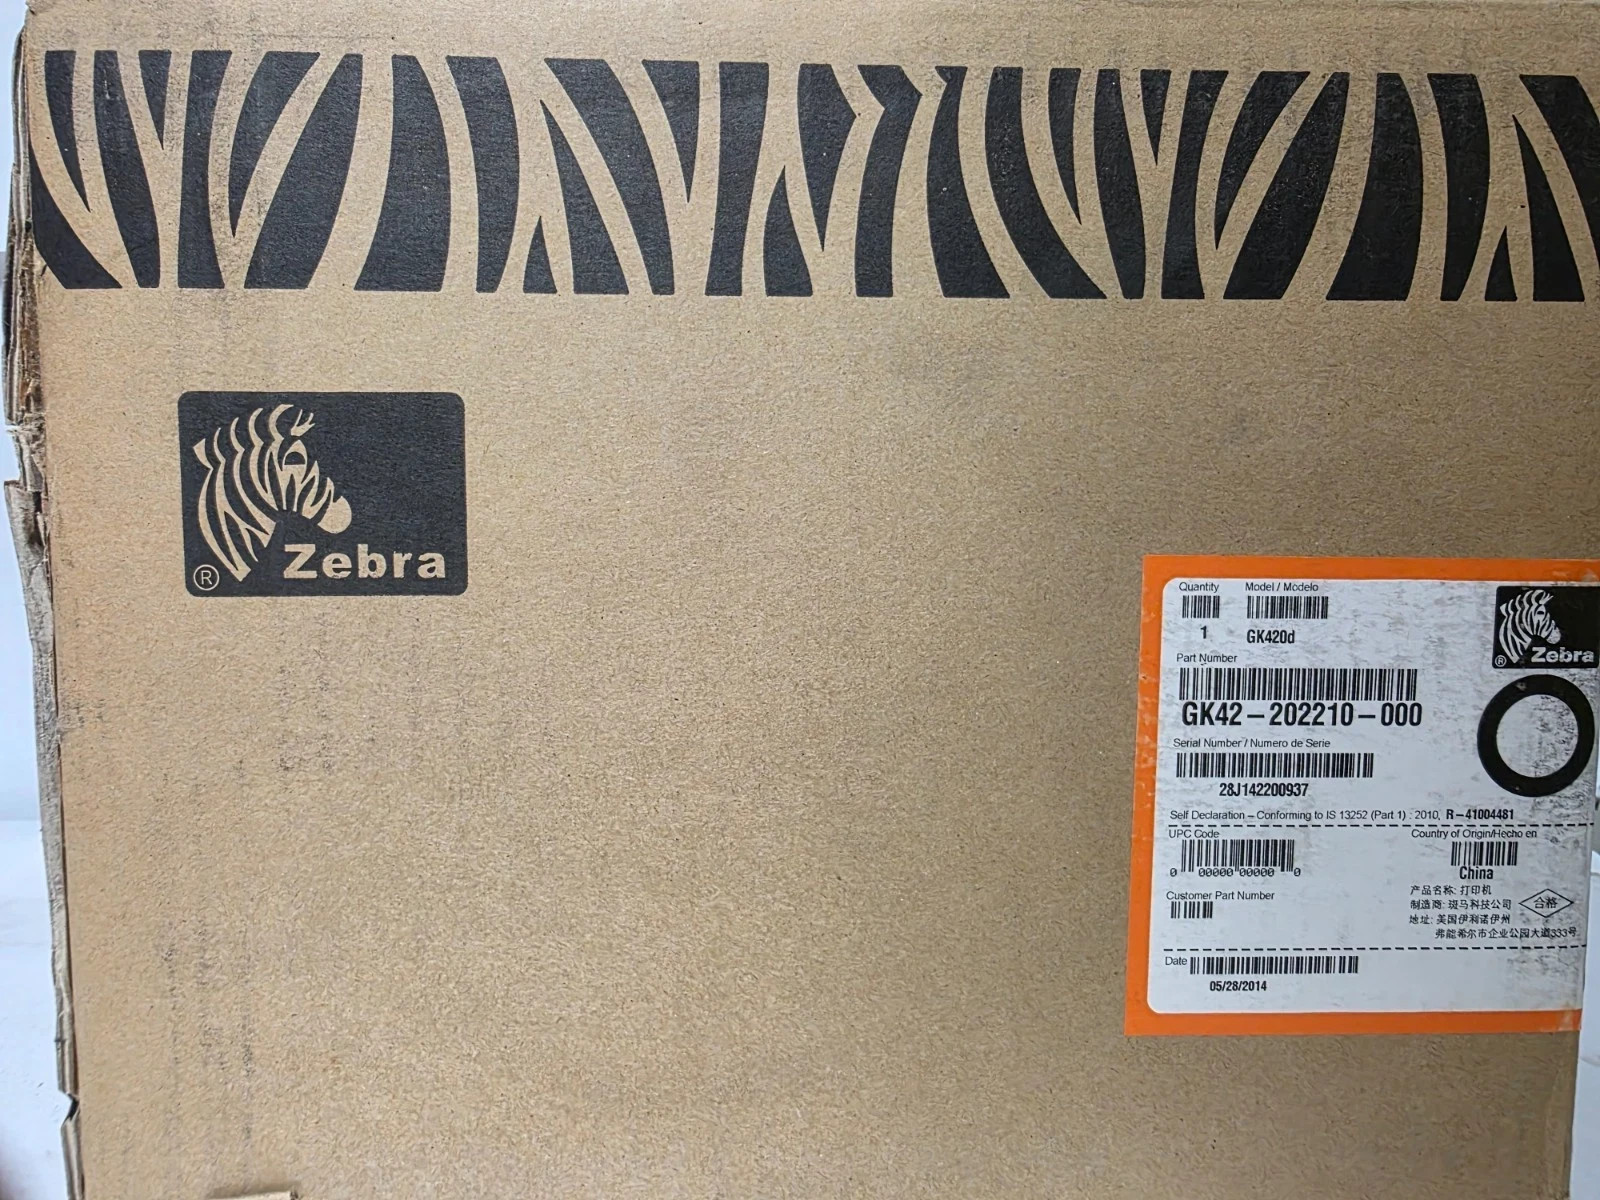 ® Zebra
Quantity Model / Modelo
1 GK420d
® Zebra
Part Number
GK42-202210-000
Serial Number / Numero de Serie
28J142200937
Self Declaration - Conforming to IS 13252 (Part 1) : 2010, R-41004481
UPC Code Country of Origin/Hecho en
0 00000 00000 0
China
Customer Part Number
产品名称: 打印机
制造商: 斑马科技公司 合格
地址: 美国伊利诺伊州
弗能希尔市企业公园大道333号
Date
05/28/2014